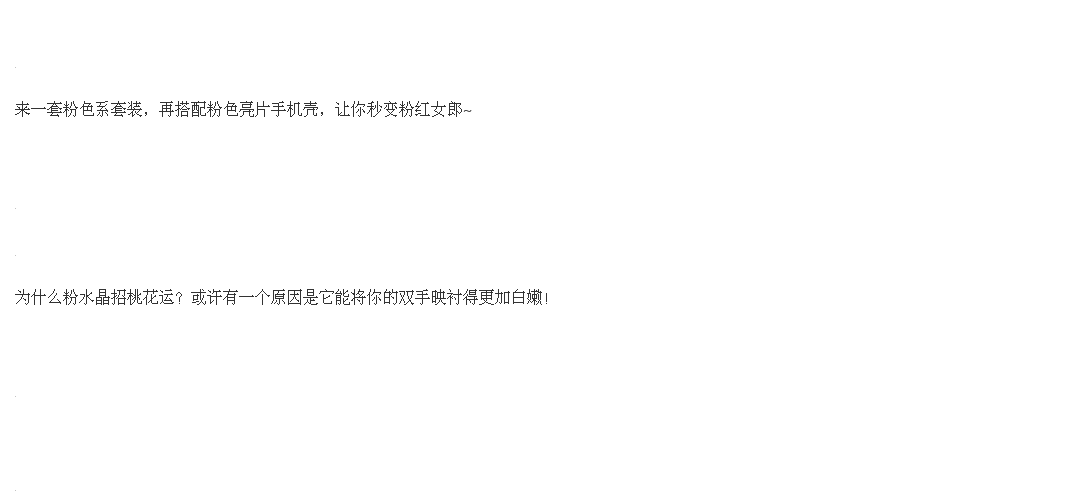 来一套粉色系套装，再搭配粉色亮片手机壳，让你秒变粉红女郎~
为什么粉水晶招桃花运？或许有一个原因是它能将你的双手映衬得更加白嫩！